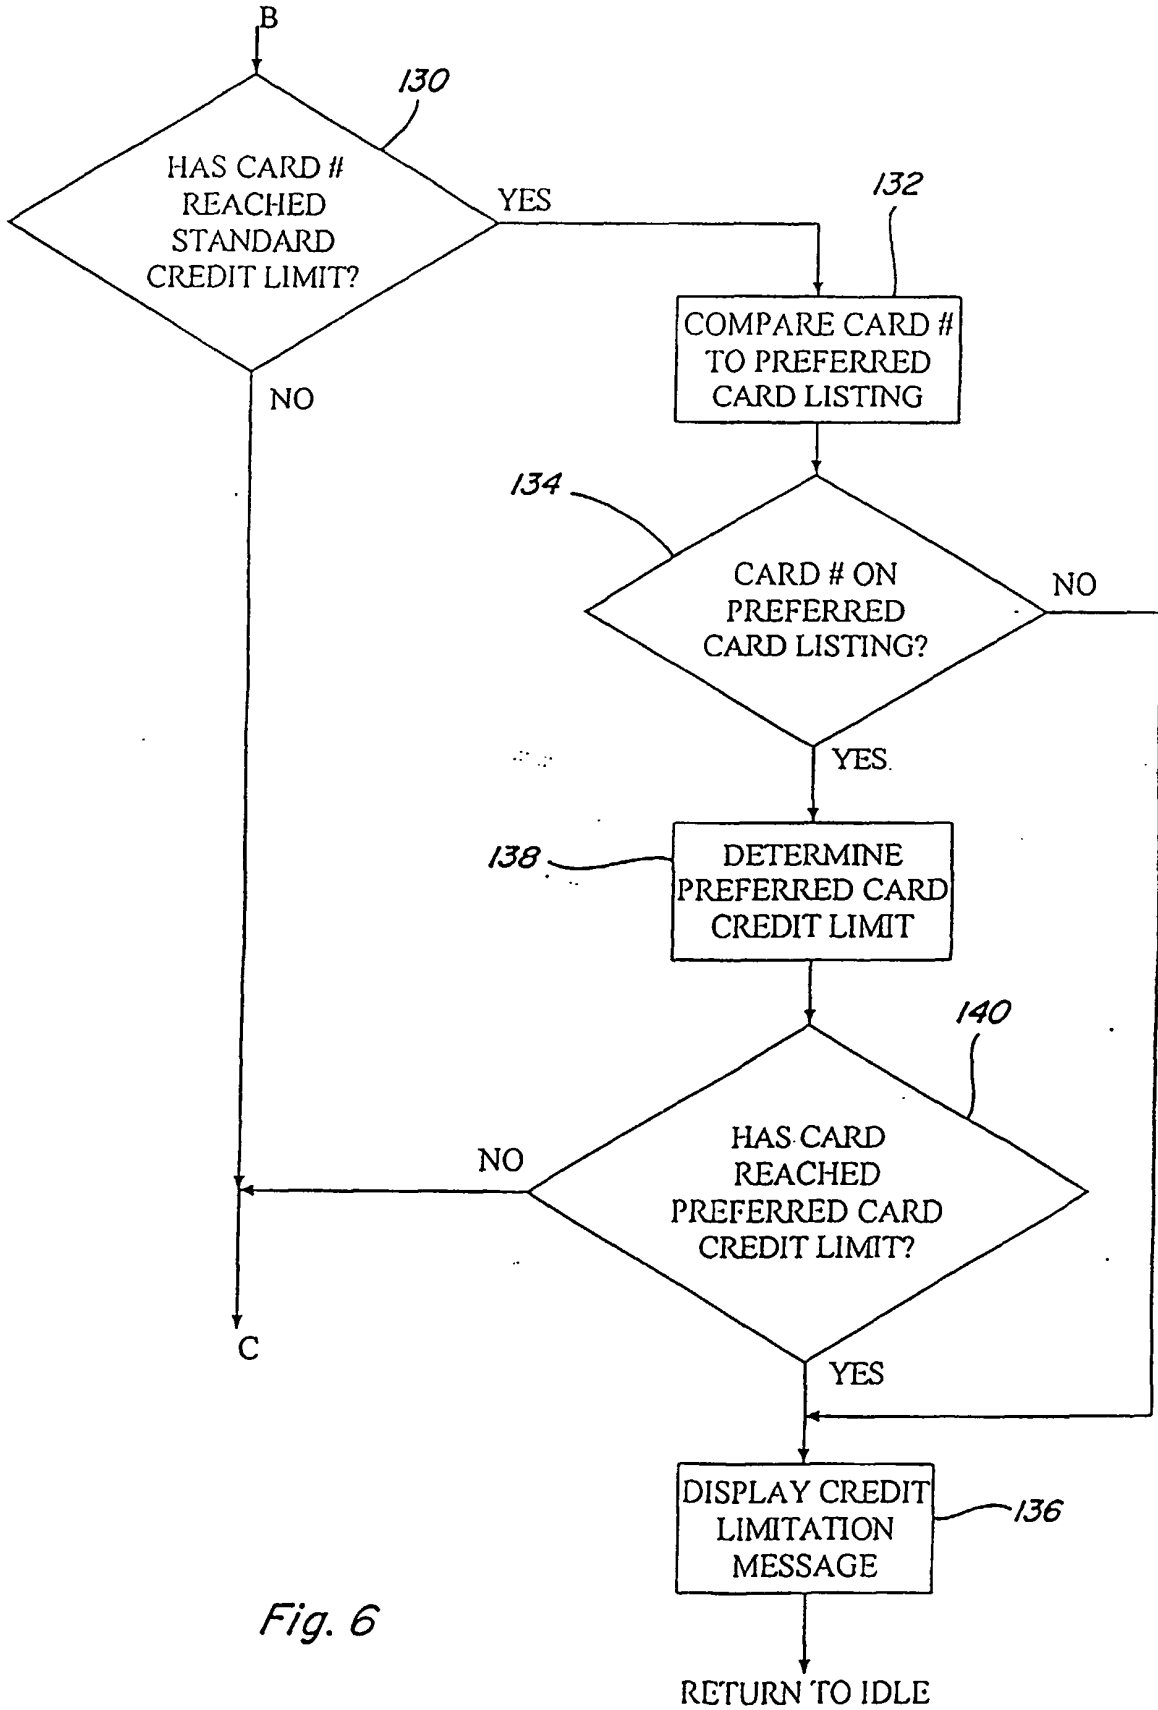 B
130
HAS CARD #
REACHED
STANDARD
CREDIT LIMIT?
YES
NO
132
COMPARE CARD #
TO PREFERRED
CARD LISTING
134
CARD # ON
PREFERRED
CARD LISTING?
NO
YES
138
DETERMINE
PREFERRED CARD
CREDIT LIMIT
140
HAS CARD
REACHED
PREFERRED CARD
CREDIT LIMIT?
NO
YES
C
DISPLAY CREDIT
LIMITATION
MESSAGE
136
Fig. 6
RETURN TO IDLE